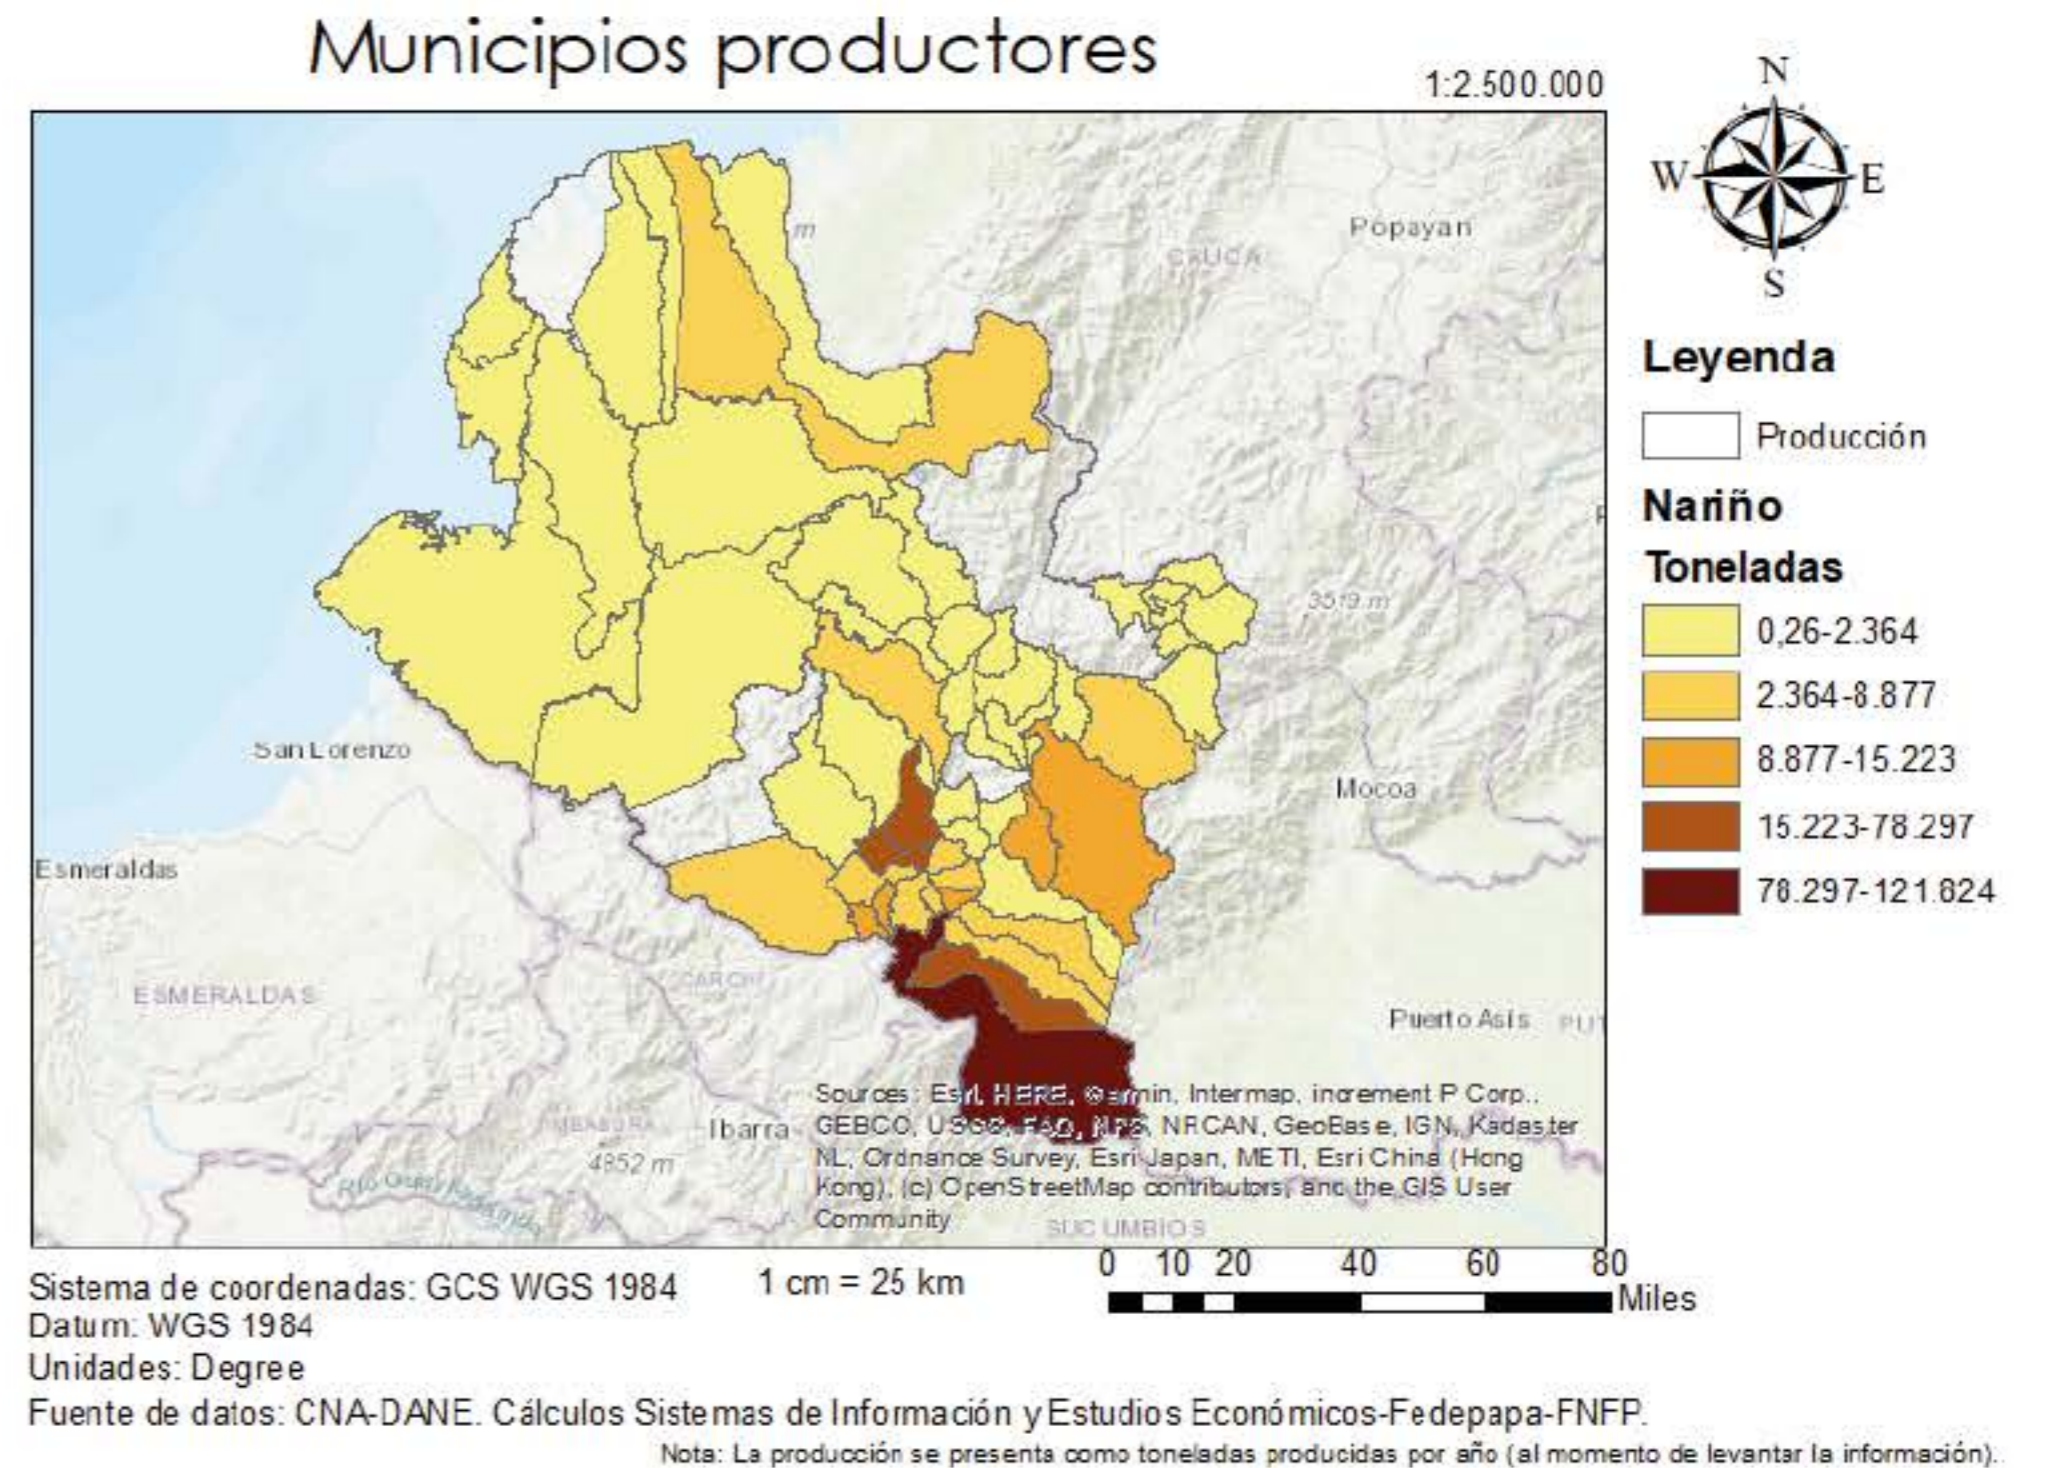 Municipios productores
1:2.500.000
N
W
E
S
m
Popayan
CAUCA
Leyenda
Producción
Nariño
Toneladas
0,26-2.364
2.364-8.877
8.877-15.223
15.223-78.297
78.297-121.624
3519 m
San Lorenzo
Mocoa
Esmeraldas
ESMERALDAS
CARCHI
Puerto Asis
PUT
IMBABURA
Ibarra
4952 m
Sources: Esri, HERE, Garmin, Intermap, increment P Corp.,
GEBCO, USGS, FAO, NPS, NRCAN, GeoBase, IGN, Kadaster
NL, Ordnance Survey, Esri Japan, METI, Esri China (Hong
Kong), (c) OpenStreetMap contributors, and the GIS User
Community
SUCUMBIOS
0 10 20 40 60 80
Miles
Sistema de coordenadas: GCS WGS 1984
1 cm = 25 km
Datum: WGS 1984
Unidades: Degree
Fuente de datos: CNA-DANE. Cálculos Sistemas de Información y Estudios Económicos-Fedepapa-FNFP.
Nota: La producción se presenta como toneladas producidas por año (al momento de levantar la información).